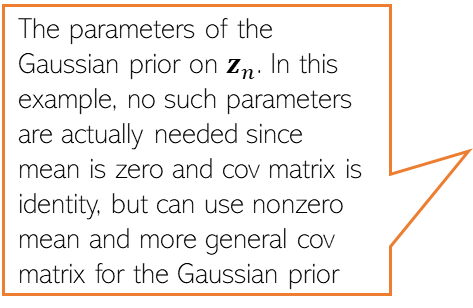 The parameters of the
Gaussian prior on 𝒛ₙ. In this
example, no such parameters
are actually needed since
mean is zero and cov matrix is
identity, but can use nonzero
mean and more general cov
matrix for the Gaussian prior